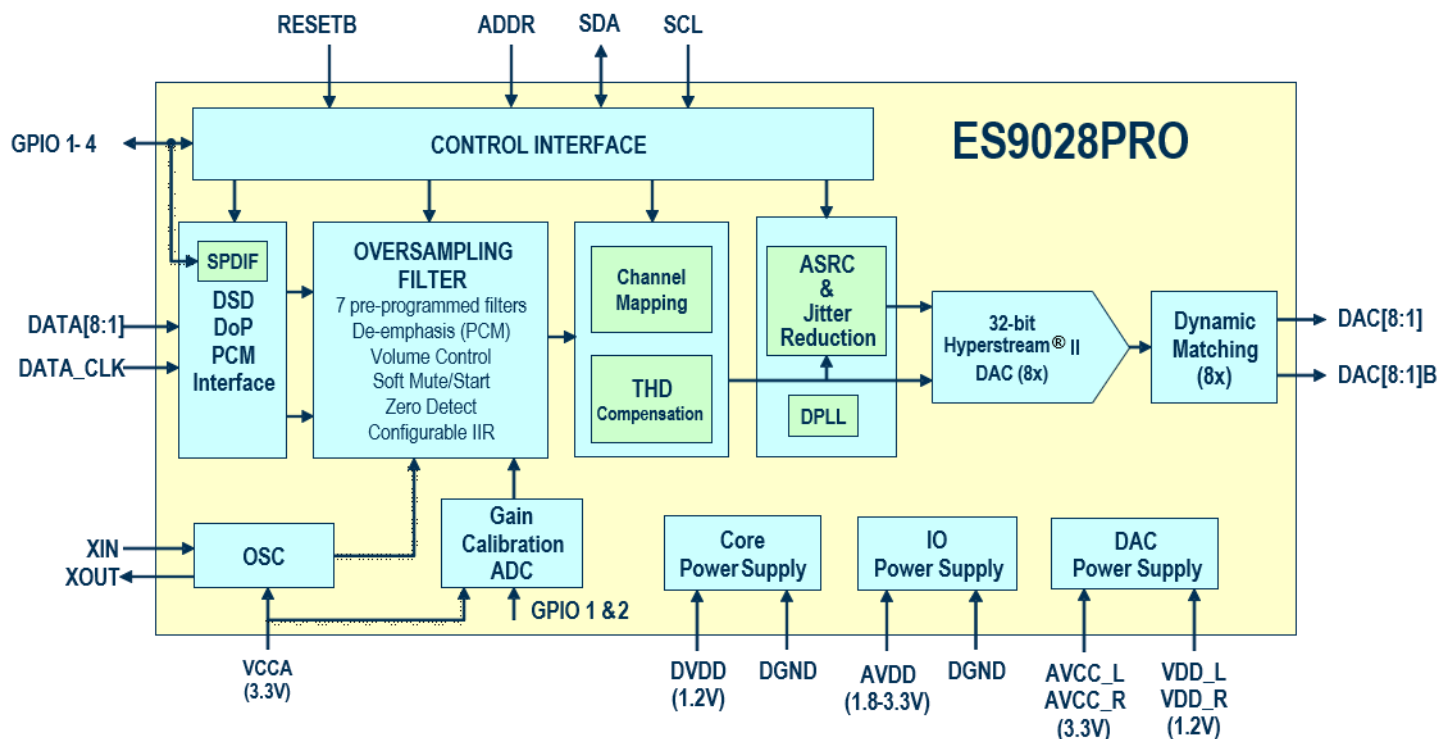 RESETB
ADDR
SDA
SCL
GPIO 1- 4
CONTROL INTERFACE
ES9028PRO
SPDIF
DSD
DoP
PCM
Interface
DATA[8:1]
DATA_CLK
OVERSAMPLING
FILTER
7 pre-programmed filters
De-emphasis (PCM)
Volume Control
Soft Mute/Start
Zero Detect
Configurable IIR
Channel
Mapping
THD
Compensation
ASRC
&
Jitter
Reduction
DPLL
32-bit
Hyperstream® II
DAC (8x)
Dynamic
Matching
(8x)
DAC[8:1]
DAC[8:1]B
XIN
XOUT
OSC
Gain
Calibration
ADC
GPIO 1 &2
VCCA
(3.3V)
Core
Power Supply
IO
Power Supply
DAC
Power Supply
DVDD
(1.2V)
DGND
AVDD
(1.8-3.3V)
DGND
AVCC_L
AVCC_R
(3.3V)
VDD_L
VDD_R
(1.2V)